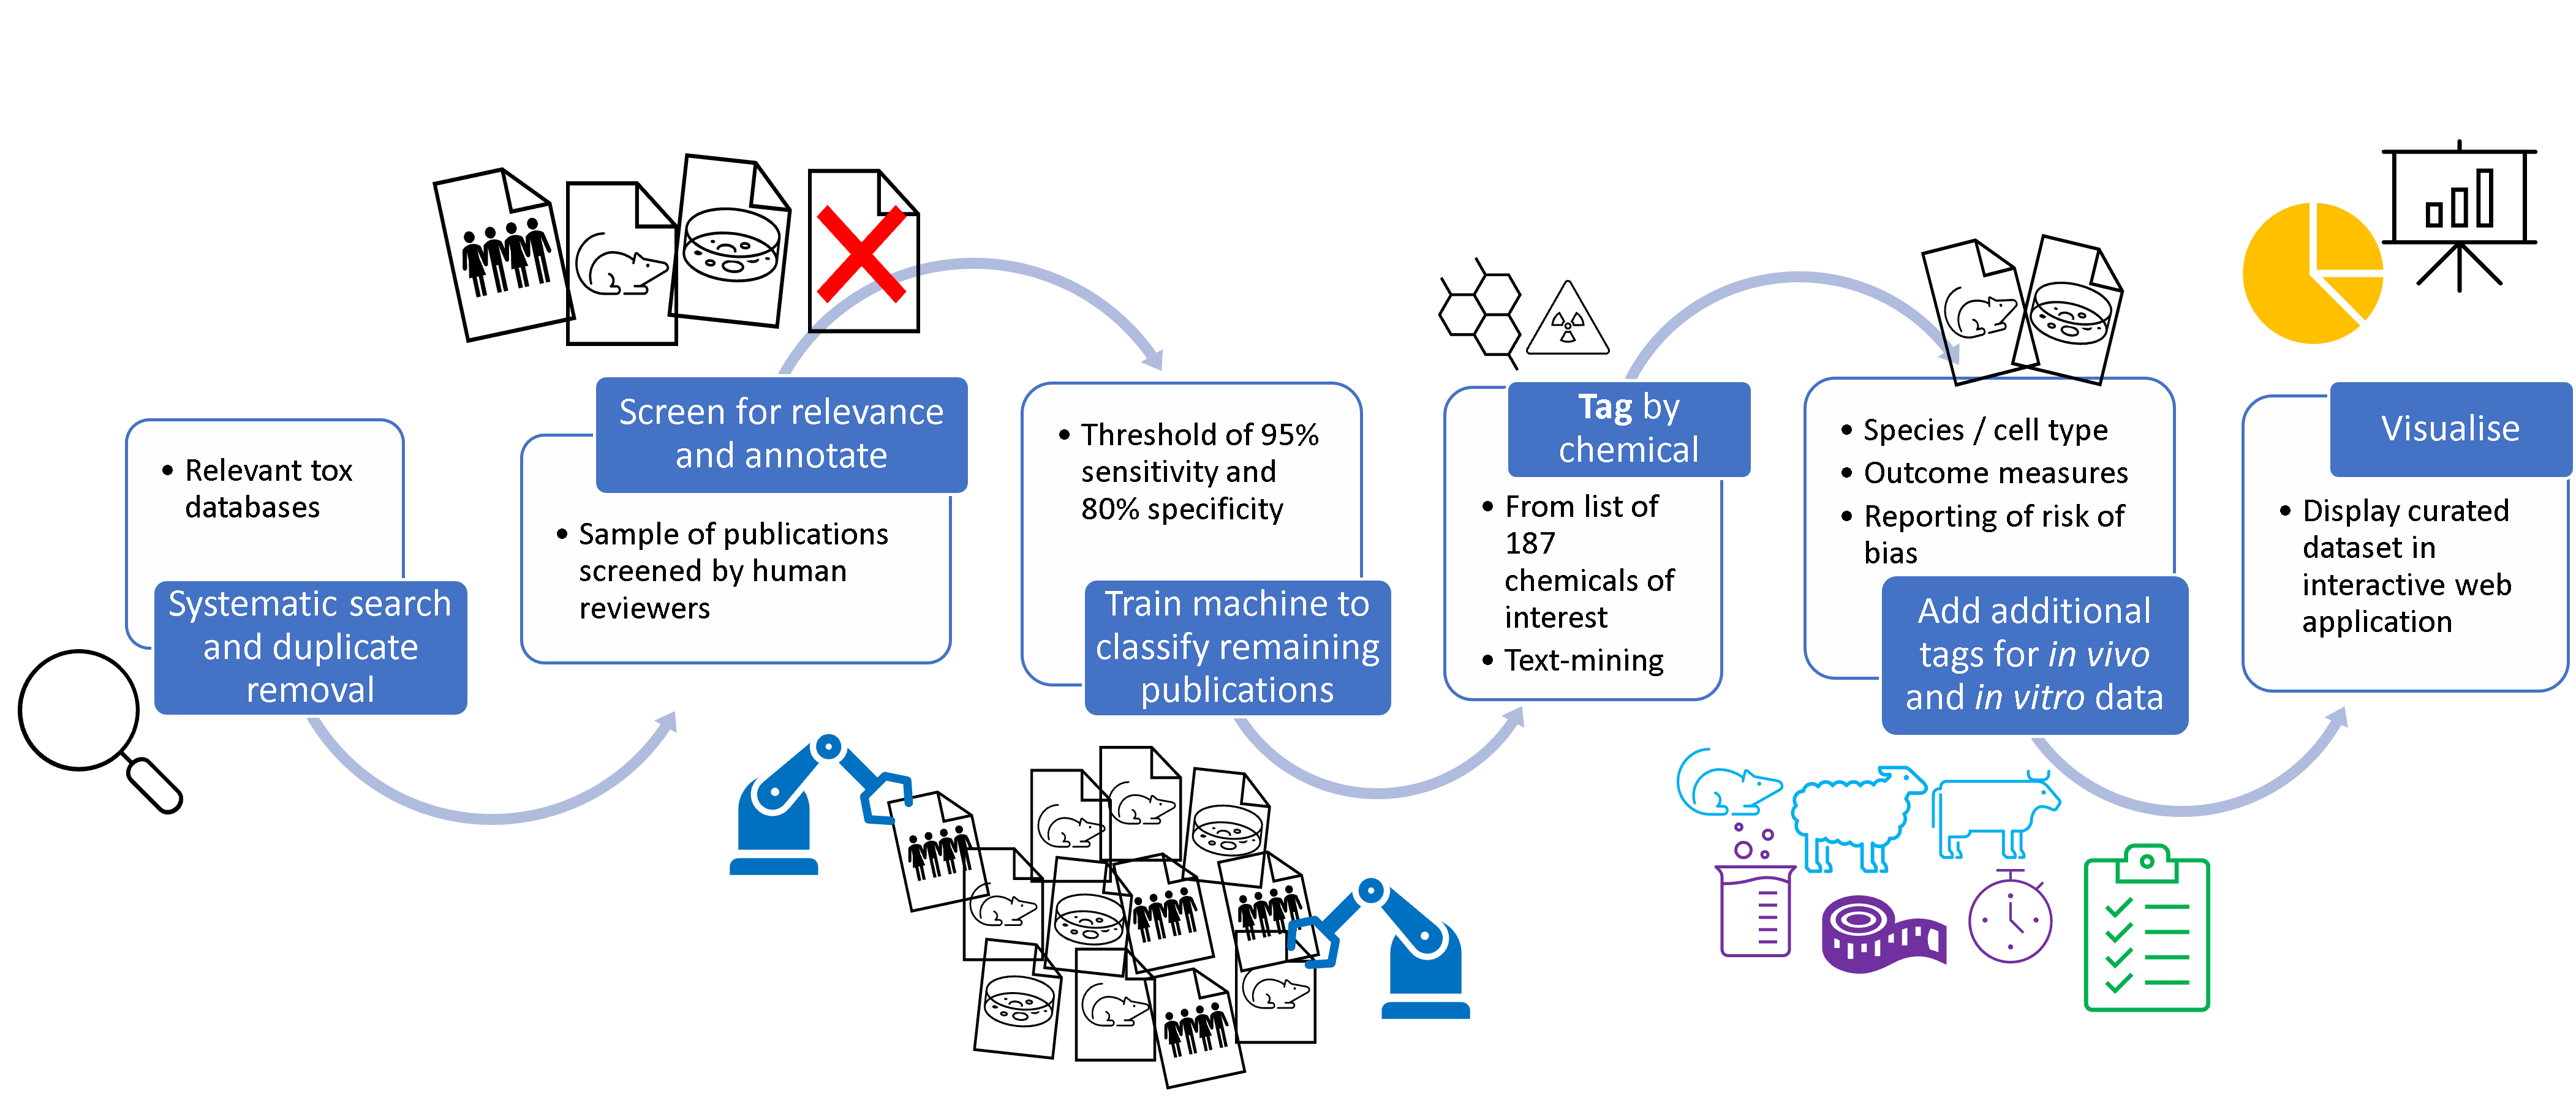 • Relevant tox
databases
Systematic search
and duplicate
removal
Screen for relevance
and annotate
• Sample of publications
screened by human
reviewers
• Threshold of 95%
sensitivity and
80% specificity
Train machine to
classify remaining
publications
Tag by
chemical
• From list of
187
chemicals of
interest
• Text-mining
• Species / cell type
• Outcome measures
• Reporting of risk of
bias
Add additional
tags for in vivo
and in vitro data
Visualise
• Display curated
dataset in
interactive web
application